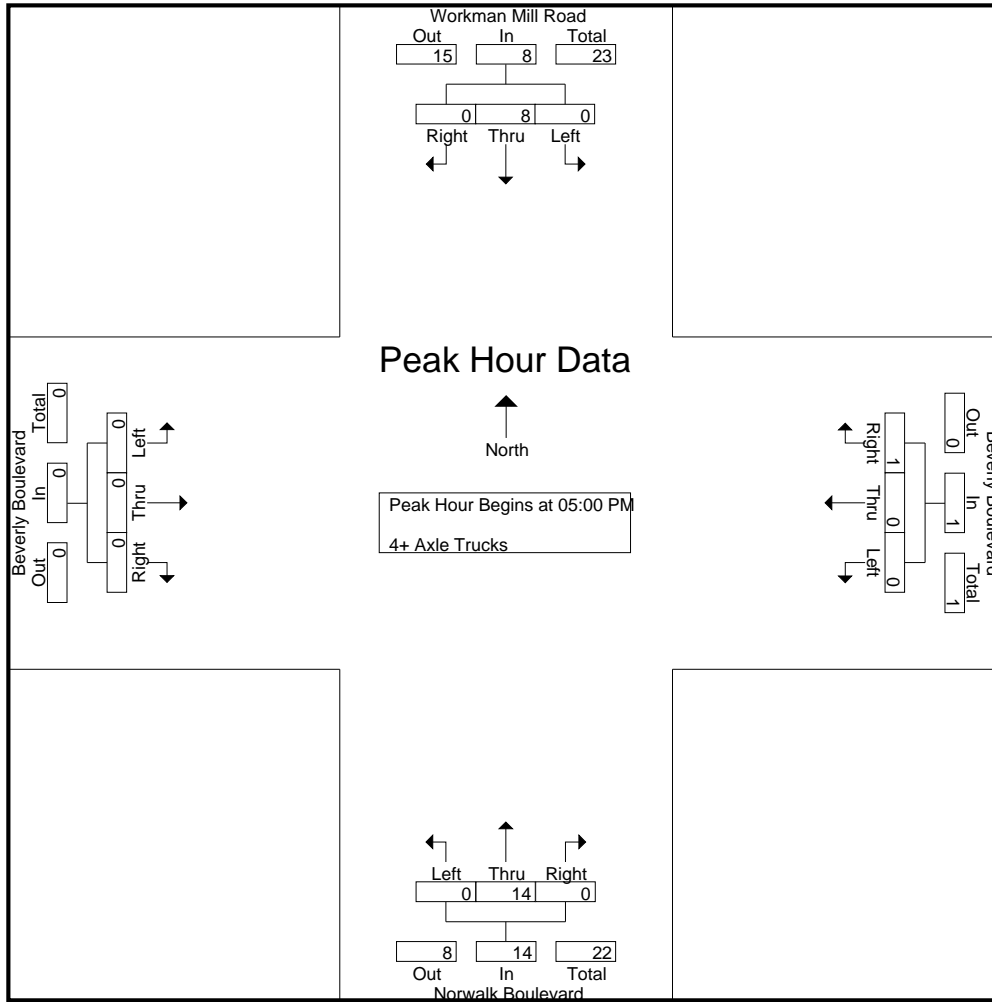 Workman Mill Road
Out In Total
15 8 23
0 8 0
Right Thru Left
Peak Hour Data
North
Peak Hour Begins at 05:00 PM
4+ Axle Trucks
Beverly Boulevard
Total In Out
0 0 0
0 0 0
Left Thru Right
Right Thru Left
1 0 0
Out In Total
0 1 1
Beverly Boulevard
Left Thru Right
0 14 0
8 14 22
Out In Total
Norwalk Boulevard